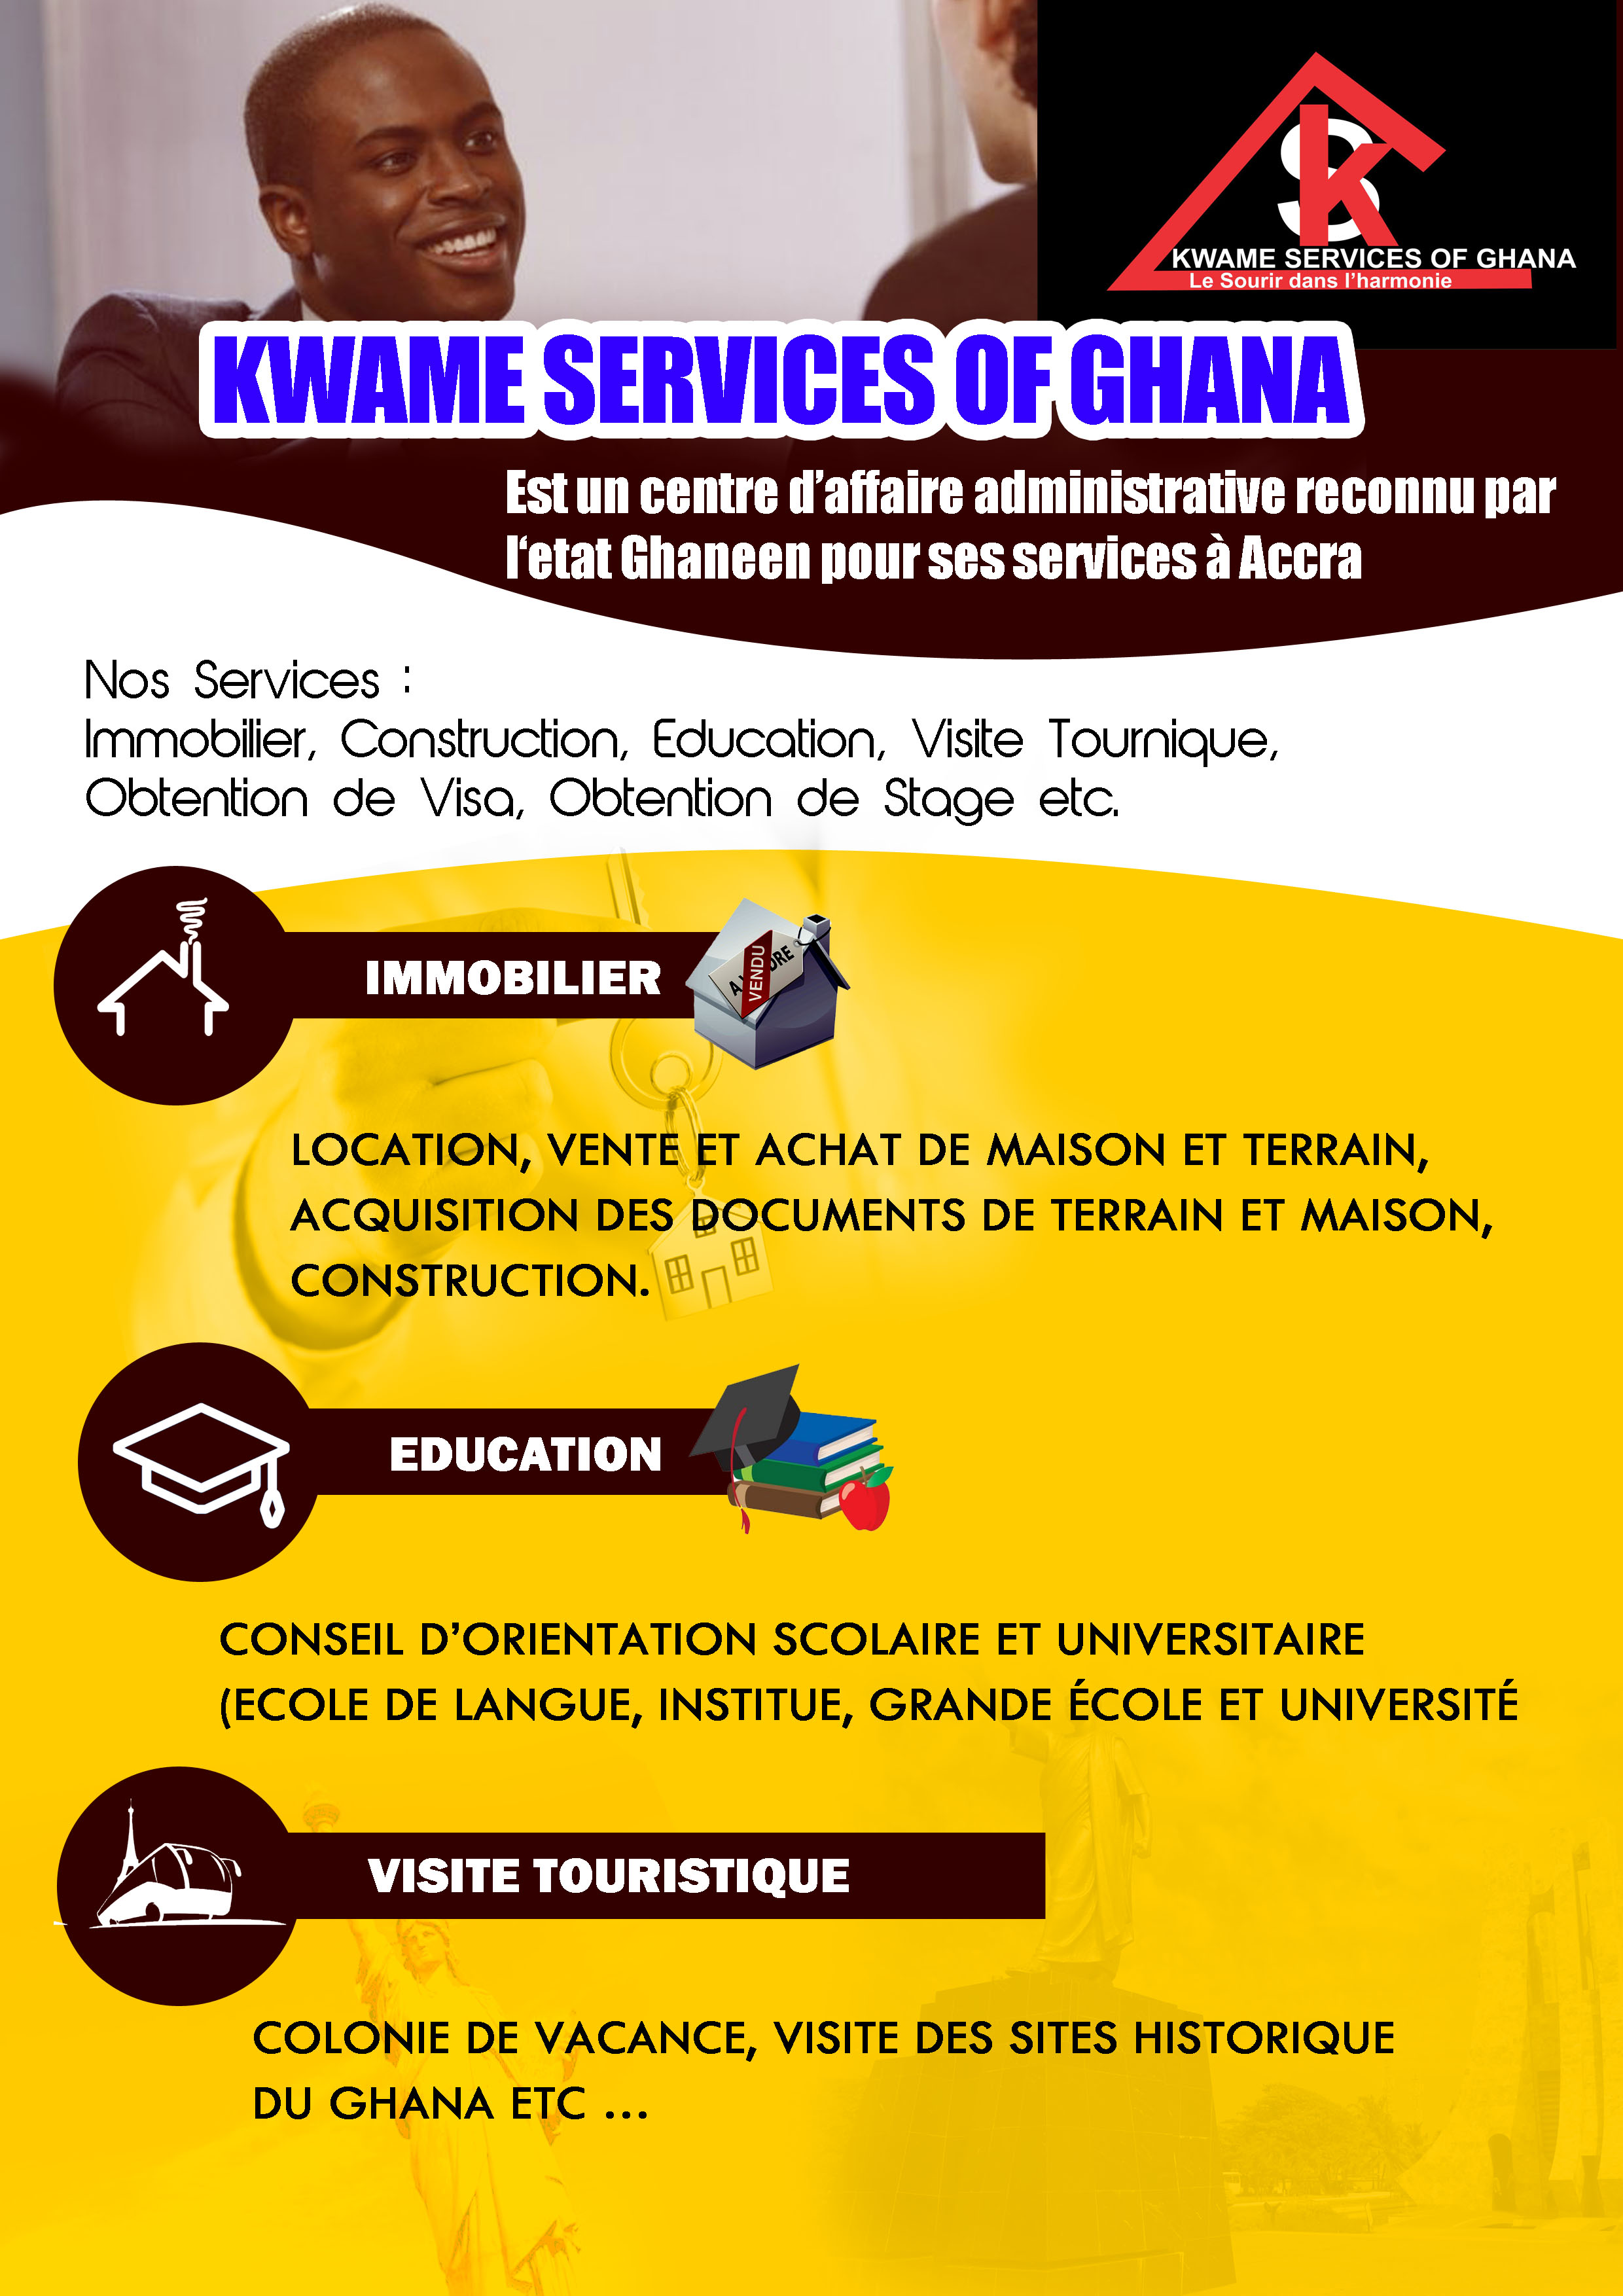 S
K
KWAME SERVICES OF GHANA
Le Sourir dans l'harmonie
KWAME SERVICES OF GHANA
Est un centre d'affaire administrative reconnu par
l‘etat Ghaneen pour ses services à Accra
Nos Services :
Immobilier, Construction, Education, Visite Tournique,
Obtention de Visa, Obtention de Stage etc.
IMMOBILIER
VENDU
LOCATION, VENTE ET ACHAT DE MAISON ET TERRAIN,
ACQUISITION DES DOCUMENTS DE TERRAIN ET MAISON,
CONSTRUCTION.
EDUCATION
CONSEIL D'ORIENTATION SCOLAIRE ET UNIVERSITAIRE
(ECOLE DE LANGUE, INSTITUE, GRANDE ÉCOLE ET UNIVERSITÉ
VISITE TOURISTIQUE
COLONIE DE VACANCE, VISITE DES SITES HISTORIQUE
DU GHANA ETC ...